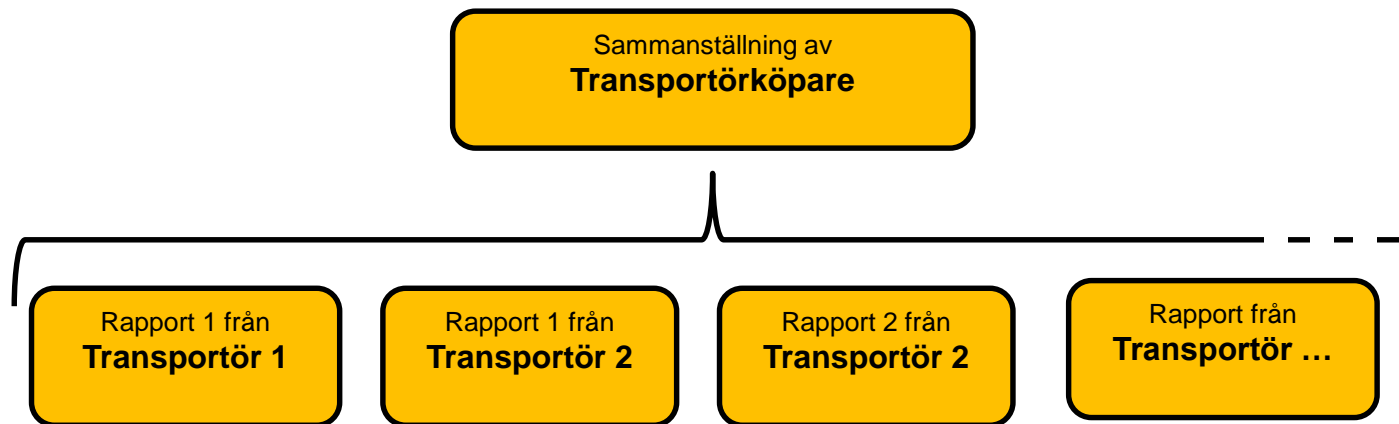 Sammanställning av
Transportörköpare
Rapport 1 från
Transportör 1
Rapport 1 från
Transportör 2
Rapport 2 från
Transportör 2
Rapport från
Transportör …